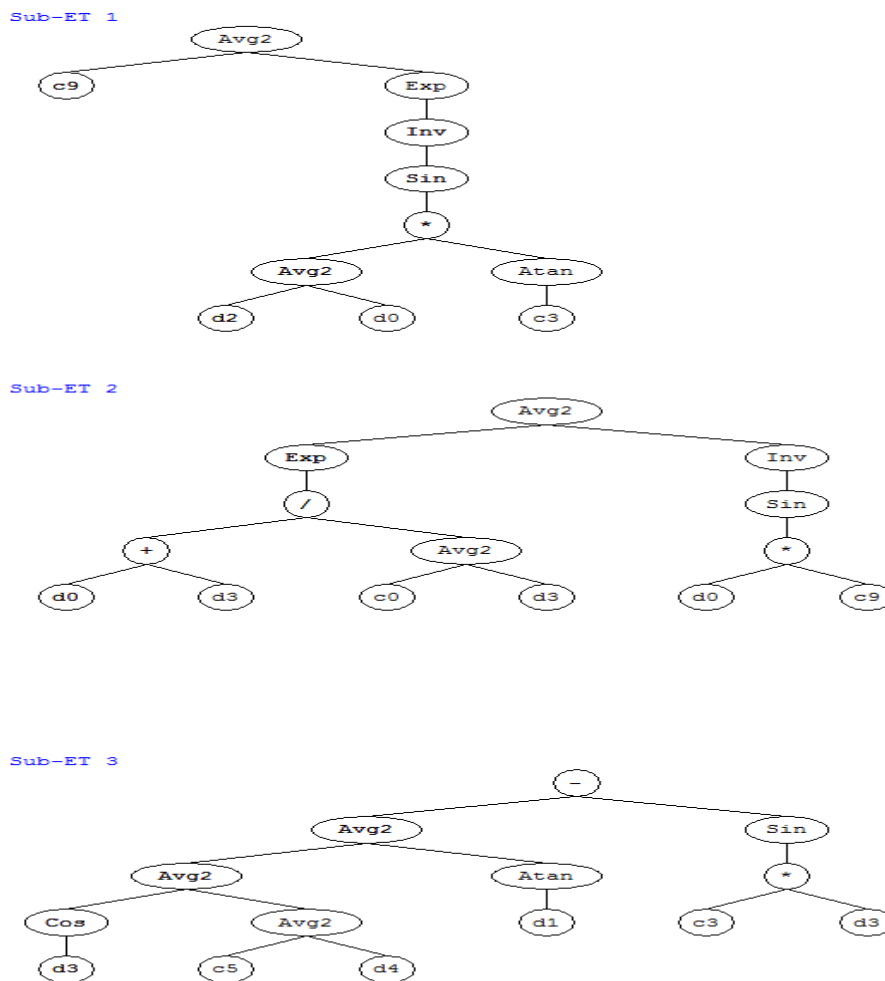 Sub-ET 1
Avg2
c9 Exp
Inv
Sin
*
Avg2 Atan
d2 d0 c3
Sub-ET 2
Avg2
Exp Inv
/ Sin
+ Avg2 *
d0 d3 c0 d3 d0 c9
Sub-ET 3
-
Avg2 Sin
Avg2 Atan *
Cos Avg2 d1 c3 d3
d3 c5 d4